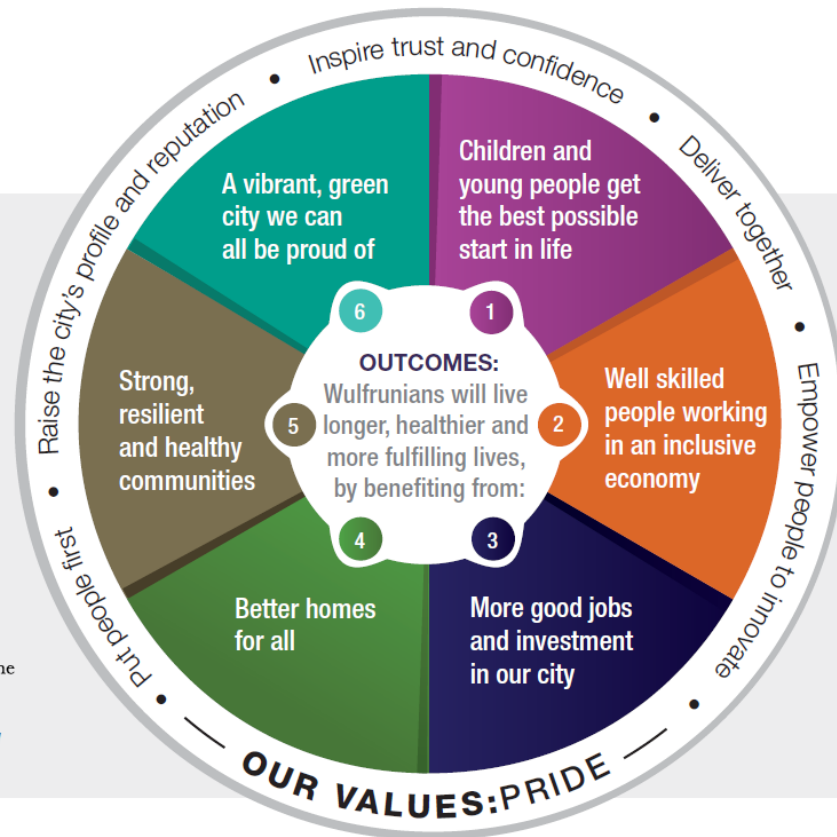 Put people first • Raise the city's profile and reputation • Inspire trust and confidence • Deliver together • Empower people to innovate •
A vibrant, green
city we can
all be proud of
Children and
young people get
the best possible
start in life
6
1
OUTCOMES:
Wulfrunians will live
longer, healthier and
more fulfilling lives,
by benefiting from:
Strong,
resilient
and healthy
communities
5
2
Well skilled
people working
in an inclusive
economy
4
3
Better homes
for all
More good jobs
and investment
in our city
OUR VALUES:PRIDE